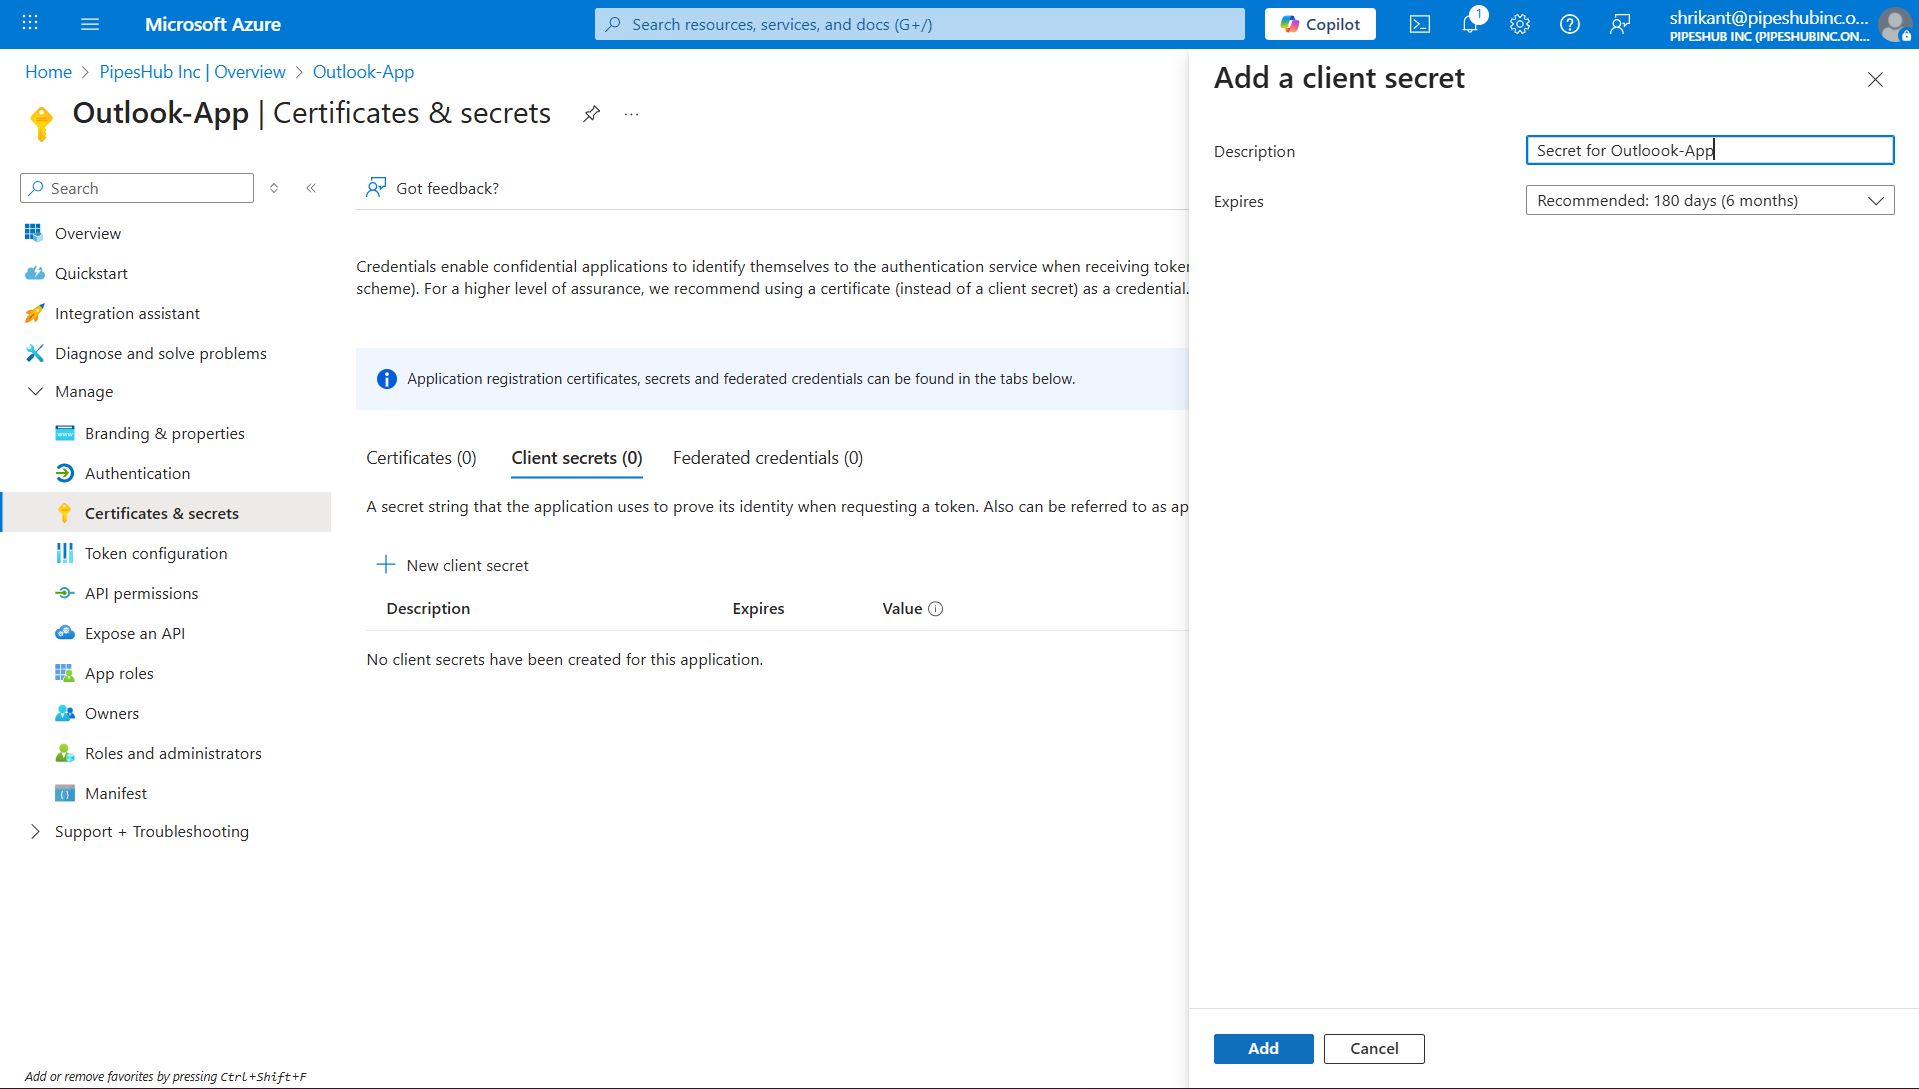 Microsoft Azure
Search resources, services, and docs (G+/)
Copilot
1
shrikant@pipeshubinc.o...
PIPESHUB INC (PIPESHUBINC.ON...
Home > PipesHub Inc | Overview > Outlook-App
Outlook-App | Certificates & secrets
...
Search
Overview
Quickstart
Integration assistant
Diagnose and solve problems
Manage
Branding & properties
Authentication
Certificates & secrets
Token configuration
API permissions
Expose an API
App roles
Owners
Roles and administrators
Manifest
Support + Troubleshooting
Add or remove favorites by pressing Ctrl+Shift+F
Got feedback?
Credentials enable confidential applications to identify themselves to the authentication service when receiving toker
scheme). For a higher level of assurance, we recommend using a certificate (instead of a client secret) as a credential.
Application registration certificates, secrets and federated credentials can be found in the tabs below.
Certificates (0) Client secrets (0) Federated credentials (0)
A secret string that the application uses to prove its identity when requesting a token. Also can be referred to as ap
New client secret
Description Expires Value
No client secrets have been created for this application.
Add a client secret
Description Secret for Outloook-App
Expires Recommended: 180 days (6 months)
Add Cancel